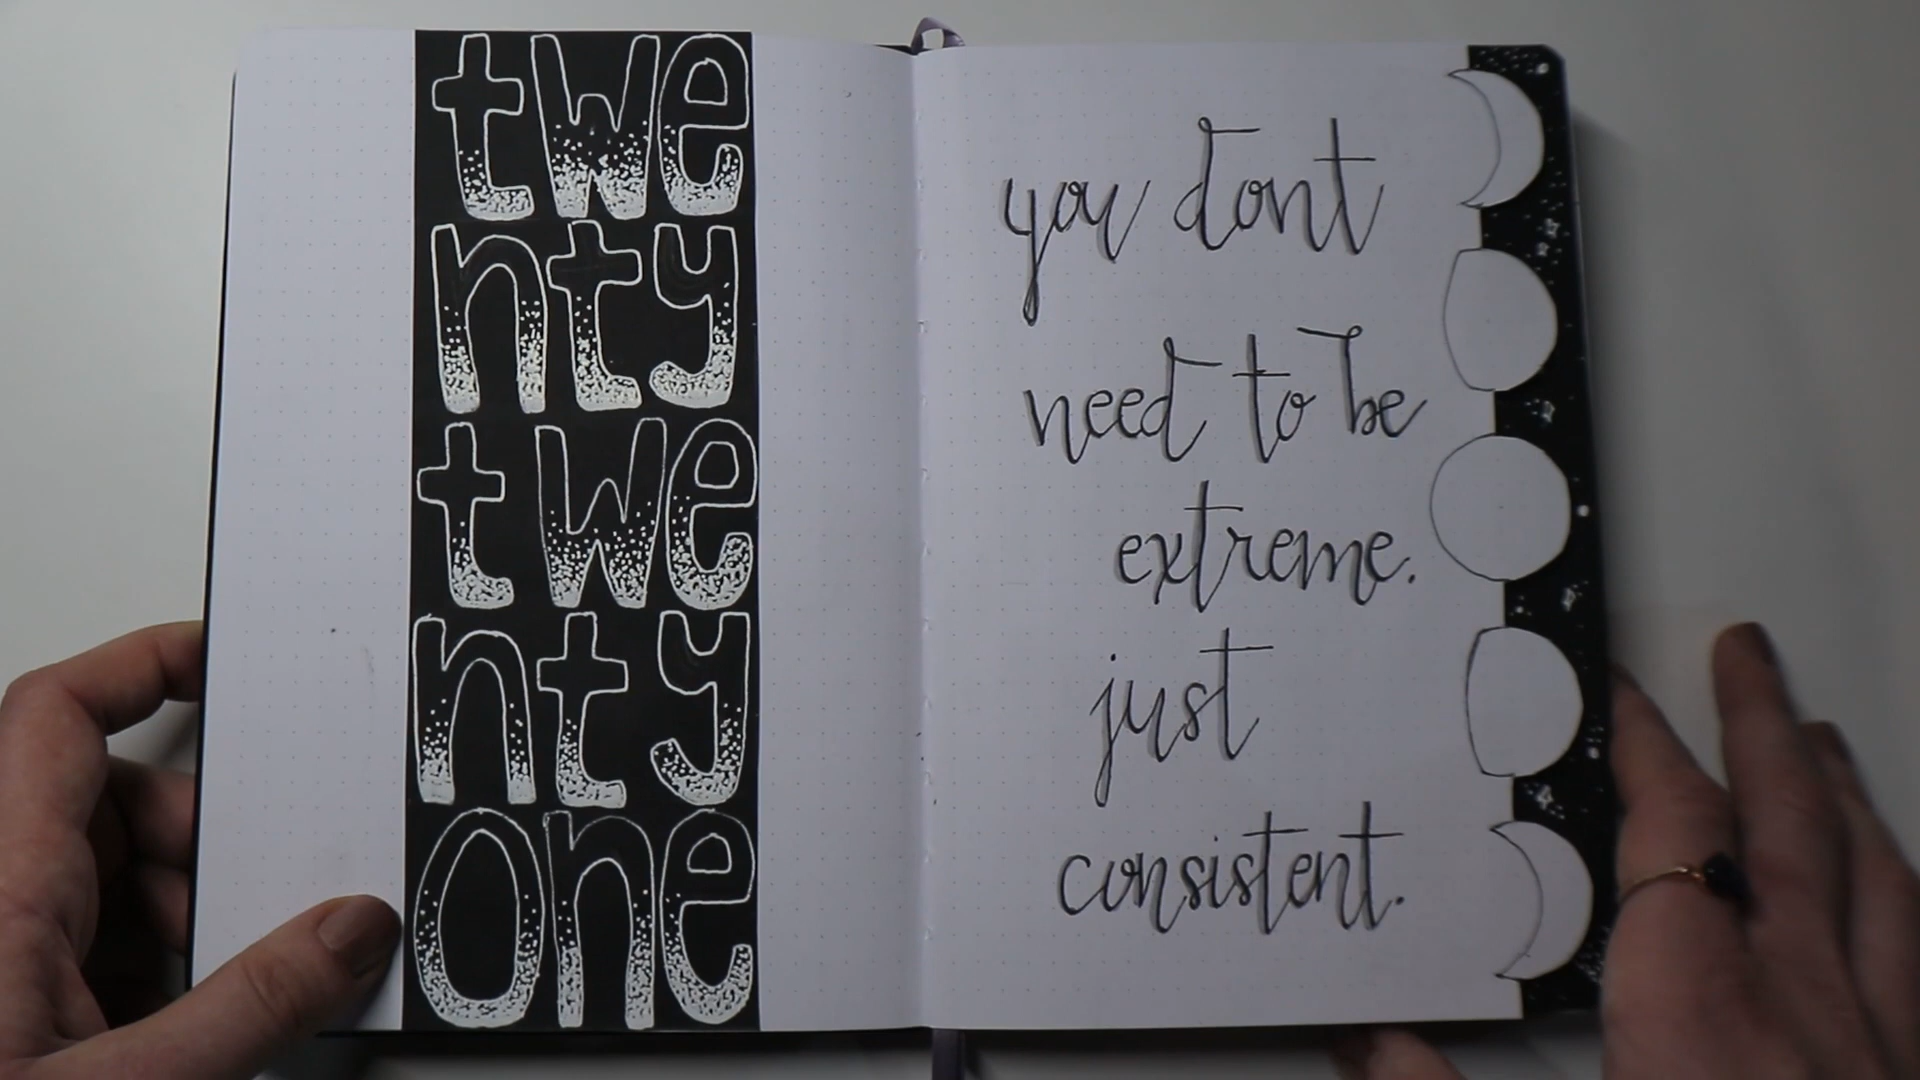 twe
nty
twe
nty
one
you dont
need to be
extreme.
just
consistent.